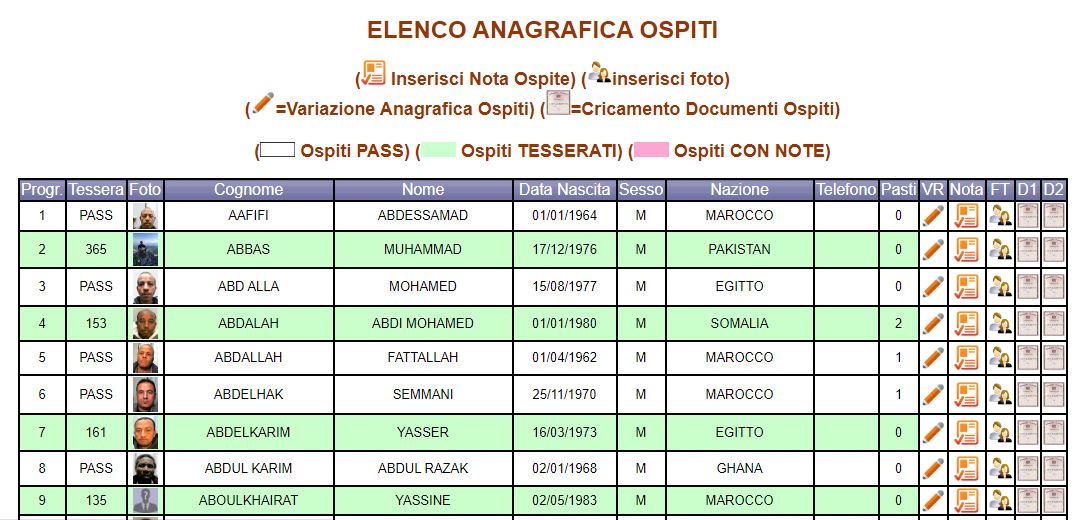 ELENCO ANAGRAFICA OSPITI
( Inserisci Nota Ospite) ( inserisci foto)
( =Variazione Anagrafica Ospiti) ( =Cricamento Documenti Ospiti)
( Ospiti PASS) ( Ospiti TESSERATI) ( Ospiti CON NOTE)
Progr. Tessera Foto Cognome Nome Data Nascita Sesso Nazione Telefono Pasti VR Nota FT D1 D2
1 PASS AAFIFI ABDESSAMAD 01/01/1964 M MAROCCO 0
2 365 ABBAS MUHAMMAD 17/12/1976 M PAKISTAN 0
3 PASS ABD ALLA MOHAMED 15/08/1977 M EGITTO 0
4 153 ABDALAH ABDI MOHAMED 01/01/1980 M SOMALIA 2
5 PASS ABDALLAH FATTALLAH 01/04/1962 M MAROCCO 1
6 PASS ABDELHAK SEMMANI 25/11/1970 M MAROCCO 1
7 161 ABDELKARIM YASSER 16/03/1973 M EGITTO 0
8 PASS ABDUL KARIM ABDUL RAZAK 02/01/1968 M GHANA 0
9 135 ABOULKHAIRAT YASSINE 02/05/1983 M MAROCCO 0